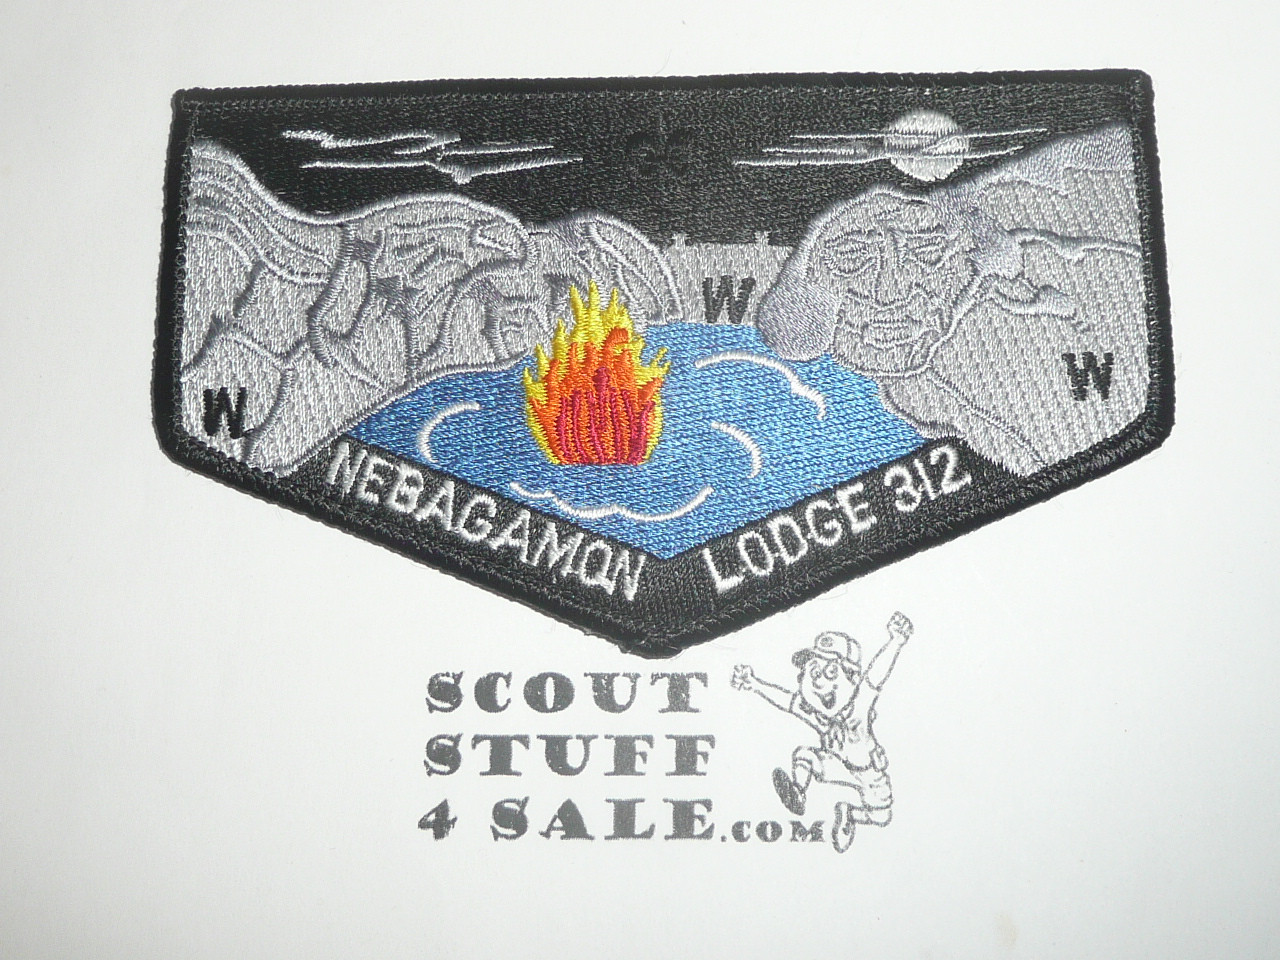 W
W
W
NEBAGAMON LODGE 312
SCOUT
STUFF
4 SALE.COM